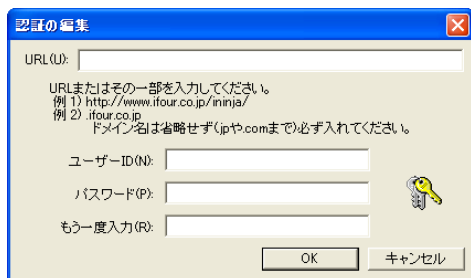 認証の編集
URL(U):
URLまたはその一部を入力してください。
例 1) http://www.ifour.co.jp/ininja/
例 2) .ifour.co.jp
ドメイン名は省略せず(jpや.comまで)必ず入れてください。
ユーザーID(N):
パスワード(P):
もう一度入力(R):
OK キャンセル